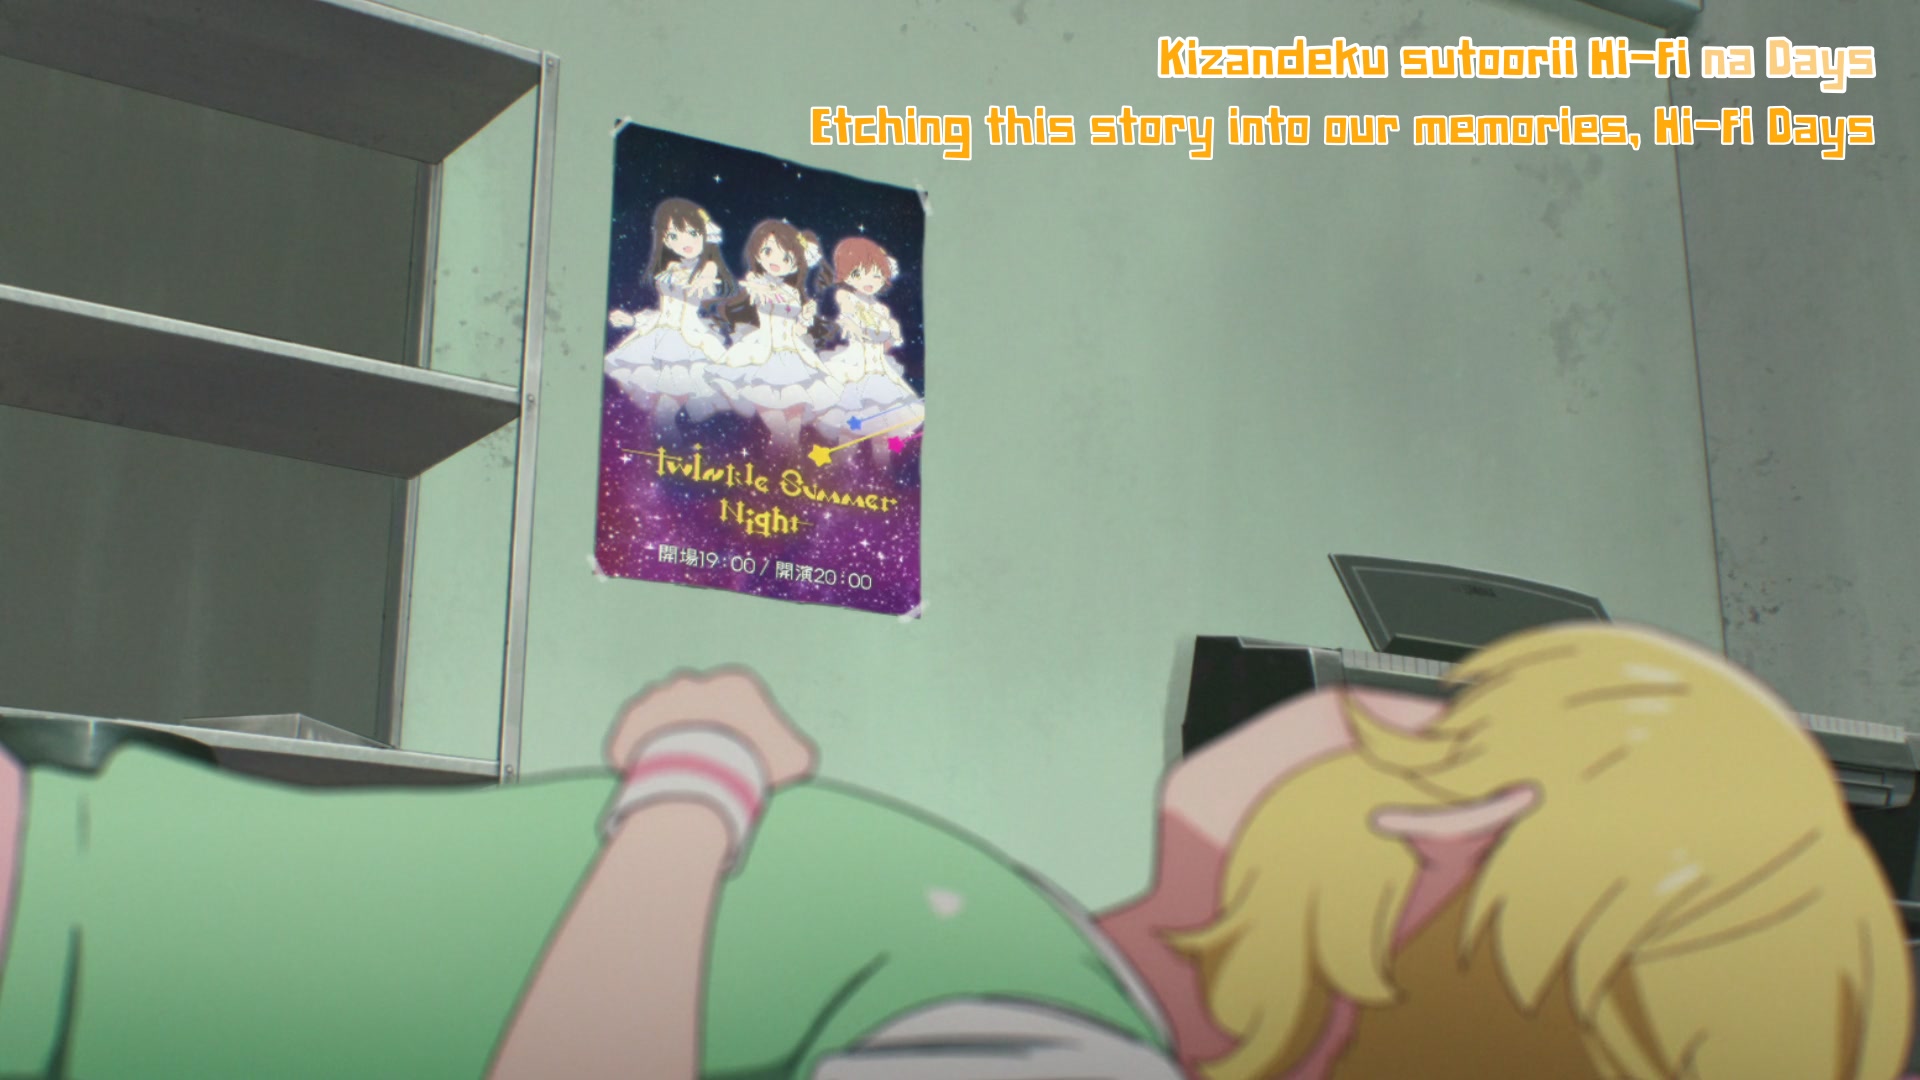 Kizandeku sutoorii Hi-Fi na Days
Etching this story into our memories, Hi-Fi Days
Twinkle Summer
Night
開場19:00 / 開演20:00